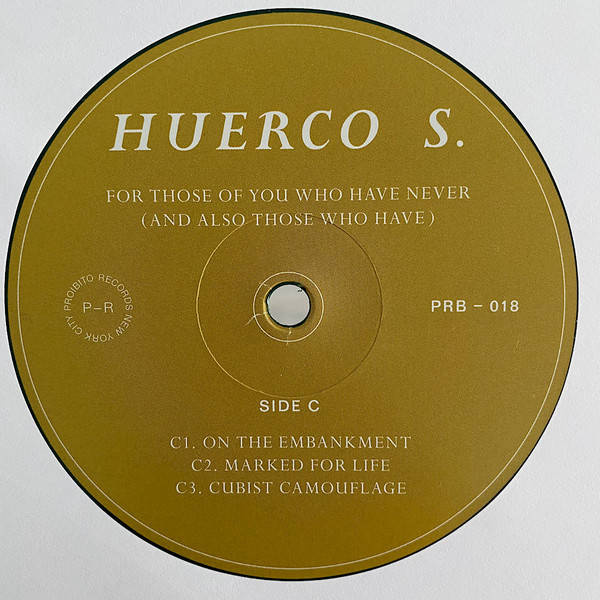 HUERCO S.
FOR THOSE OF YOU WHO HAVE NEVER
(AND ALSO THOSE WHO HAVE)
PROIBITO RECORDS NEW YORK CITY
P–R
PRB – 018
SIDE C
C1. ON THE EMBANKMENT
C2. MARKED FOR LIFE
C3. CUBIST CAMOUFLAGE